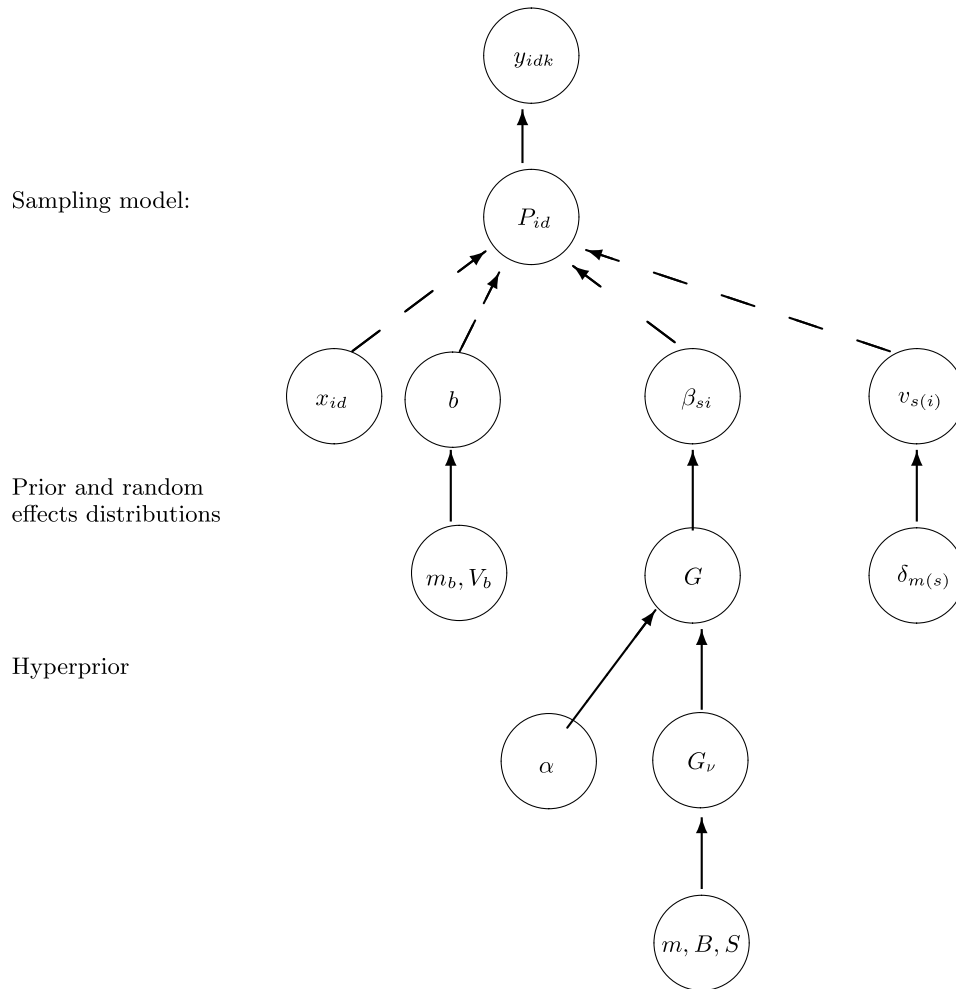 y_{idk}
Sampling model:
P_{id}
x_{id} b β_{si} v_{s(i)}
Prior and random
effects distributions
m_b, V_b G δ_{m(s)}
Hyperprior
α G_ν
m, B, S